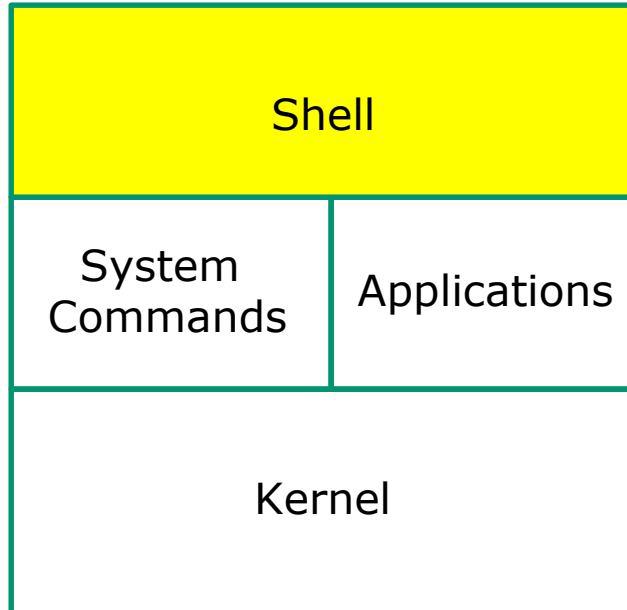 Shell
System
Commands
Applications
Kernel